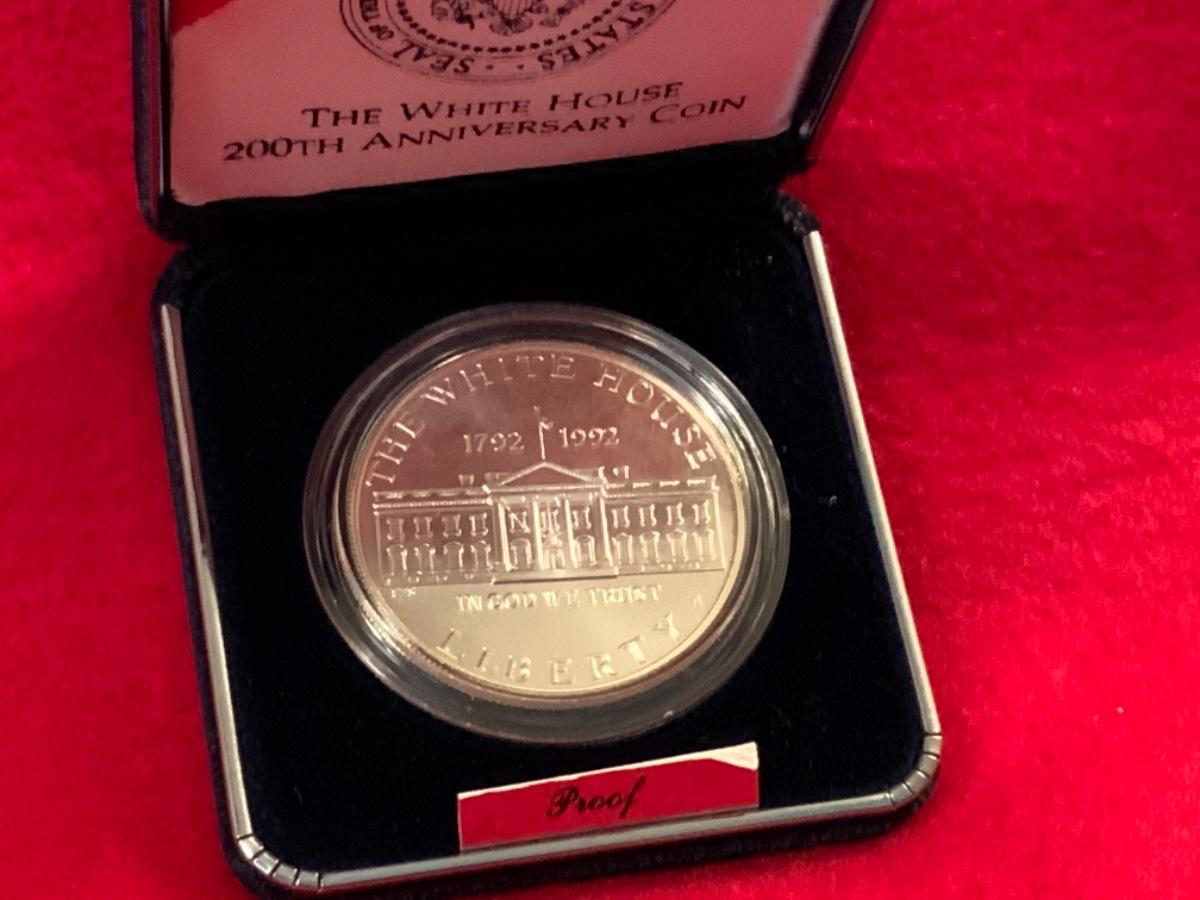 SEAL OF THE
STATES
THE WHITE HOUSE
200TH ANNIVERSARY COIN
THE WHITE HOUSE
1792 1992
IN GOD WE TRUST
LIBERTY
Proof